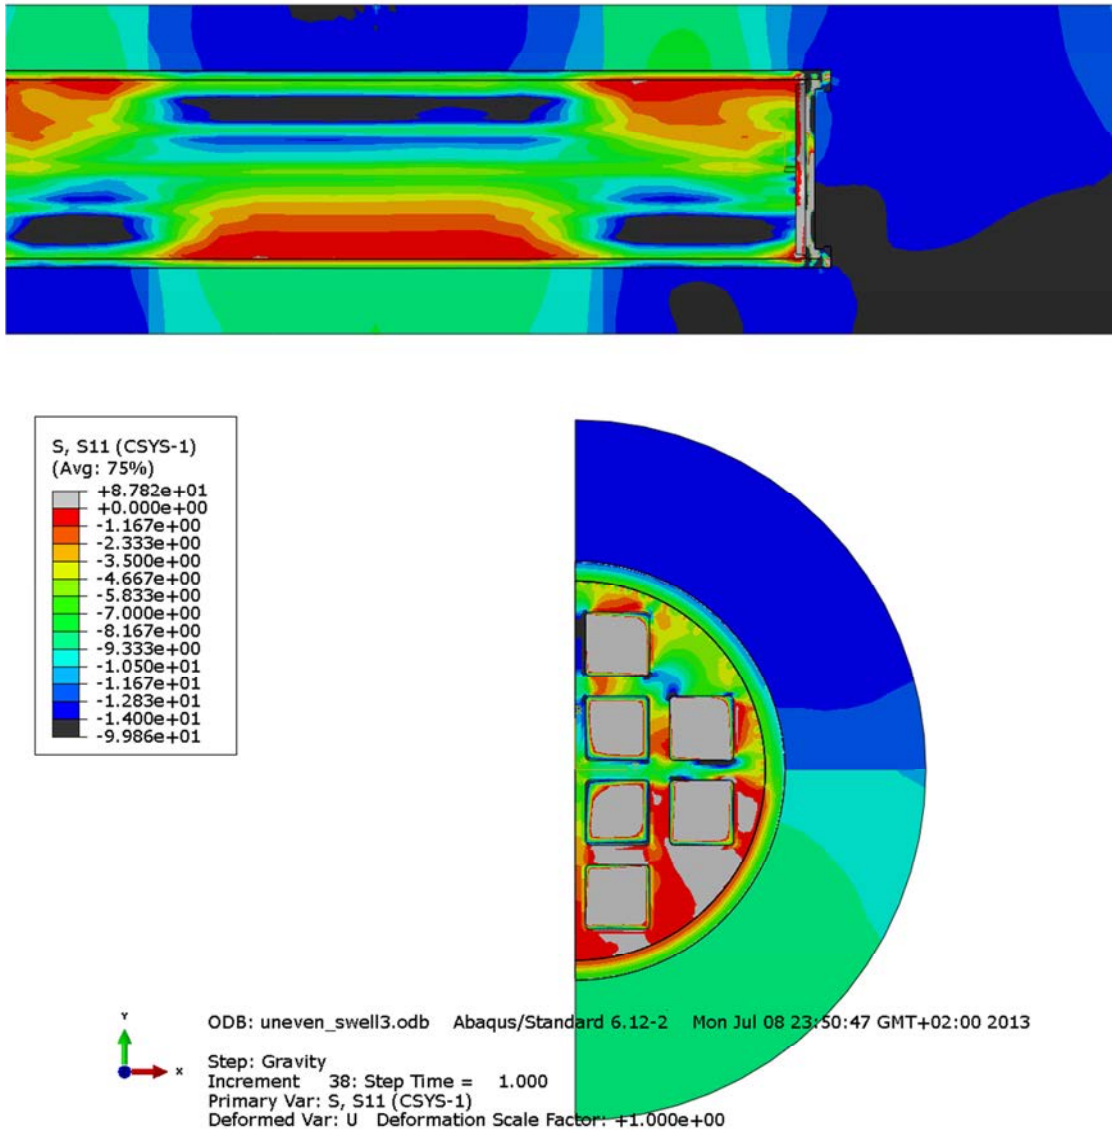 S, S11 (CSYS-1)
(Avg: 75%)
+8.782e+01
+0.000e+00
-1.167e+00
-2.333e+00
-3.500e+00
-4.667e+00
-5.833e+00
-7.000e+00
-8.167e+00
-9.333e+00
-1.050e+01
-1.167e+01
-1.283e+01
-1.400e+01
-9.986e+01
Y
X
ODB: uneven_swell3.odb Abaqus/Standard 6.12-2 Mon Jul 08 23:50:47 GMT+02:00 2013
Step: Gravity
Increment 38: Step Time = 1.000
Primary Var: S, S11 (CSYS-1)
Deformed Var: U Deformation Scale Factor: +1.000e+00